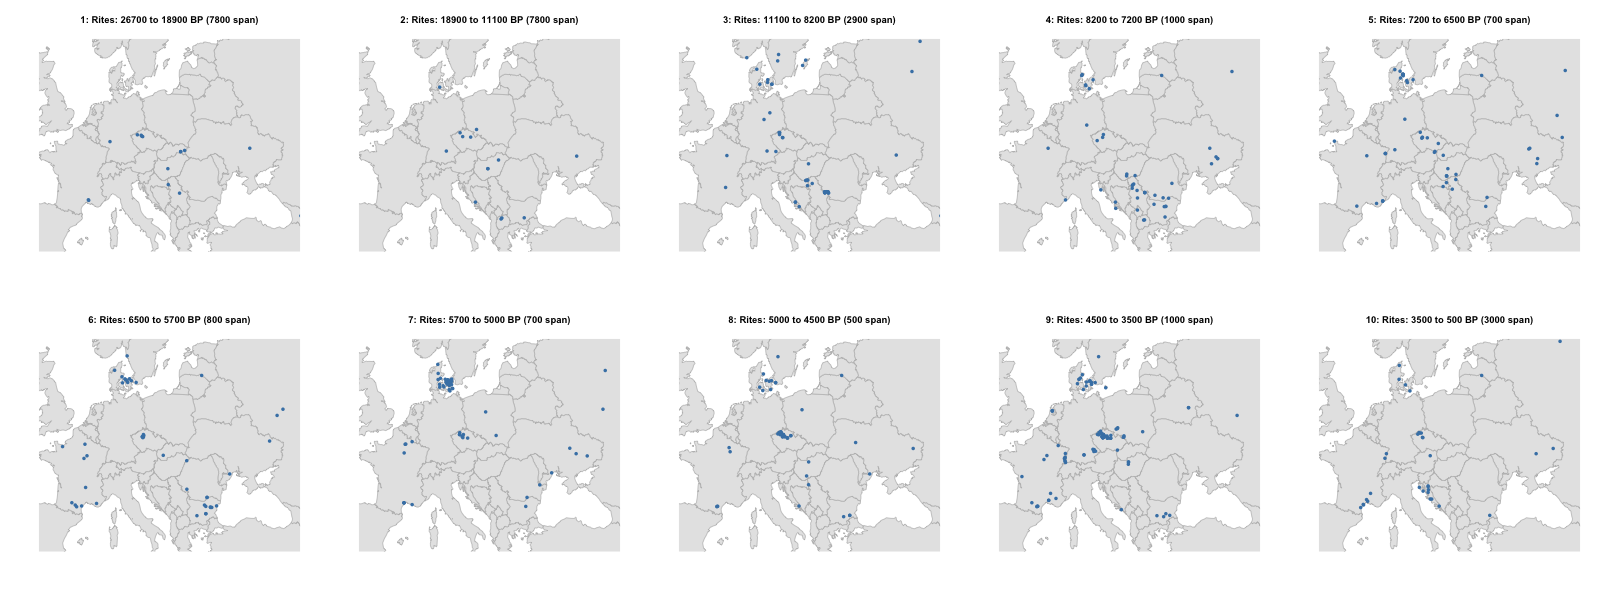 1: Rites: 26700 to 18900 BP (7800 span)
2: Rites: 18900 to 11100 BP (7800 span)
3: Rites: 11100 to 8200 BP (2900 span)
4: Rites: 8200 to 7200 BP (1000 span)
5: Rites: 7200 to 6500 BP (700 span)
6: Rites: 6500 to 5700 BP (800 span)
7: Rites: 5700 to 5000 BP (700 span)
8: Rites: 5000 to 4500 BP (500 span)
9: Rites: 4500 to 3500 BP (1000 span)
10: Rites: 3500 to 500 BP (3000 span)